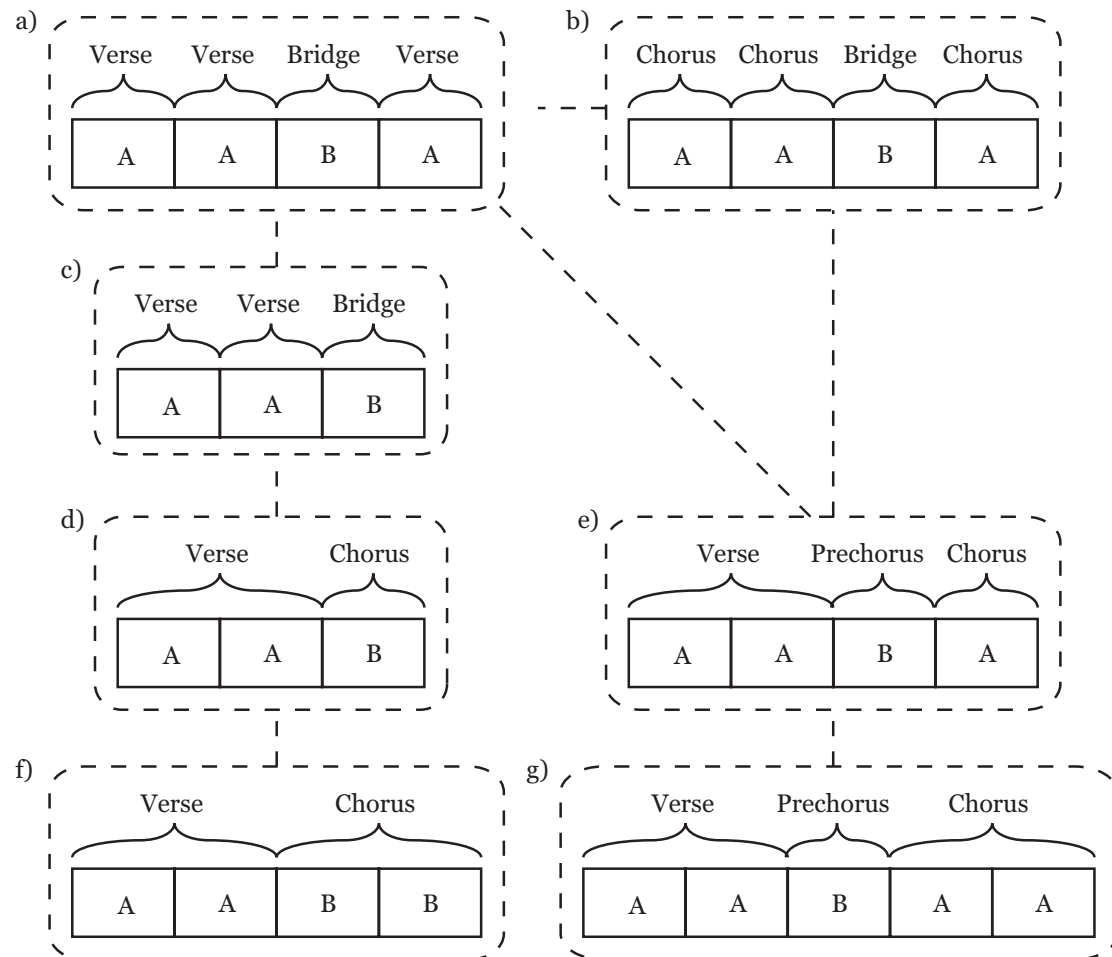 a)
Verse Verse Bridge Verse
A A B A
b)
Chorus Chorus Bridge Chorus
A A B A
c)
Verse Verse Bridge
A A B
d)
Verse Chorus
A A B
e)
Verse Prechorus Chorus
A A B A
f)
Verse Chorus
A A B B
g)
Verse Prechorus Chorus
A A B A A